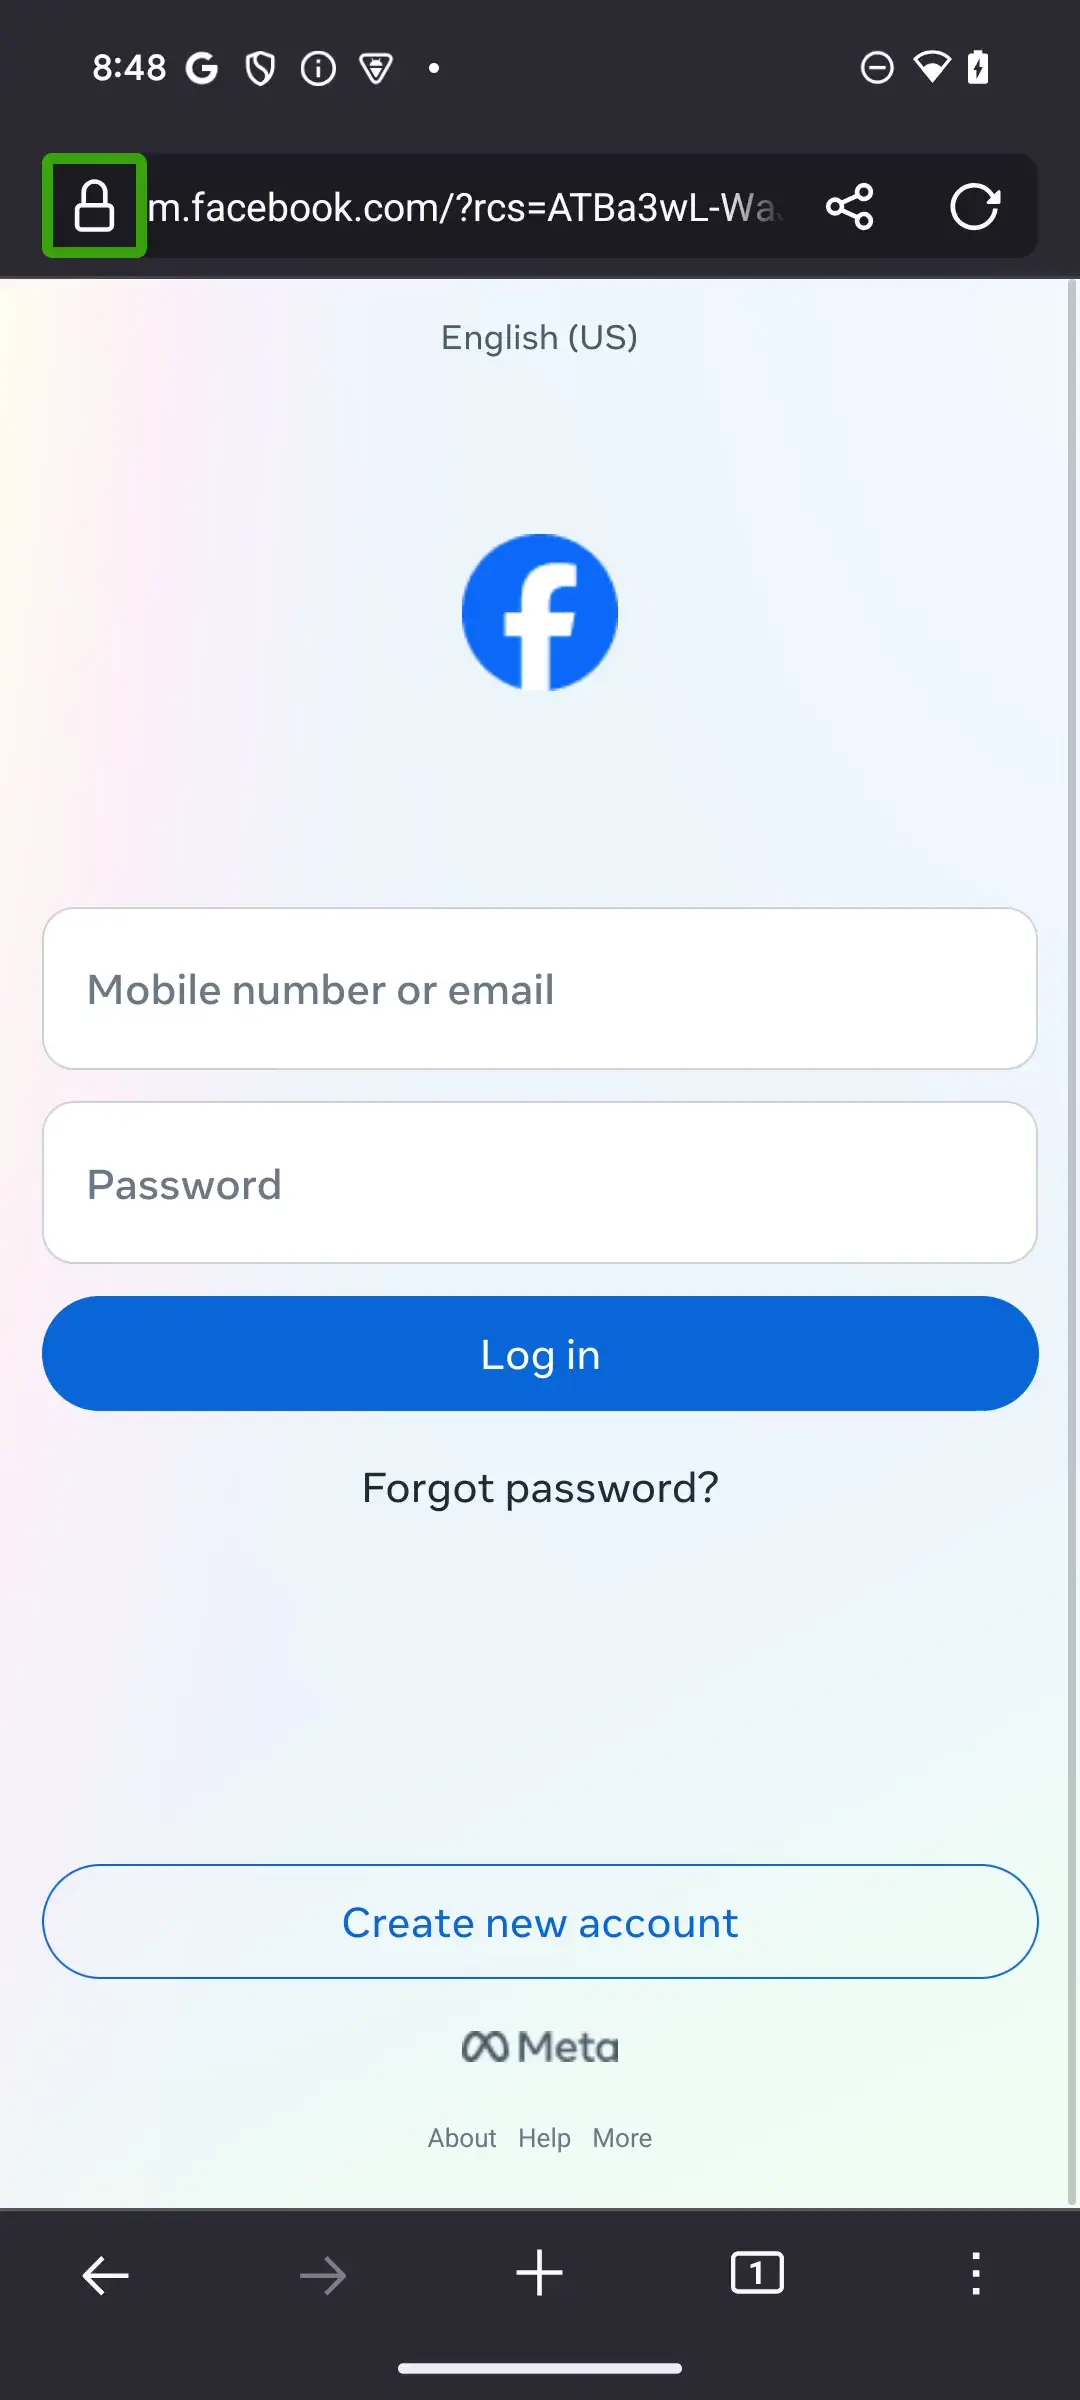 8:48
m.facebook.com/?rcs=ATBa3wL-Wa
English (US)
Mobile number or email
Password
Log in
Forgot password?
Create new account
Meta
About Help More
1